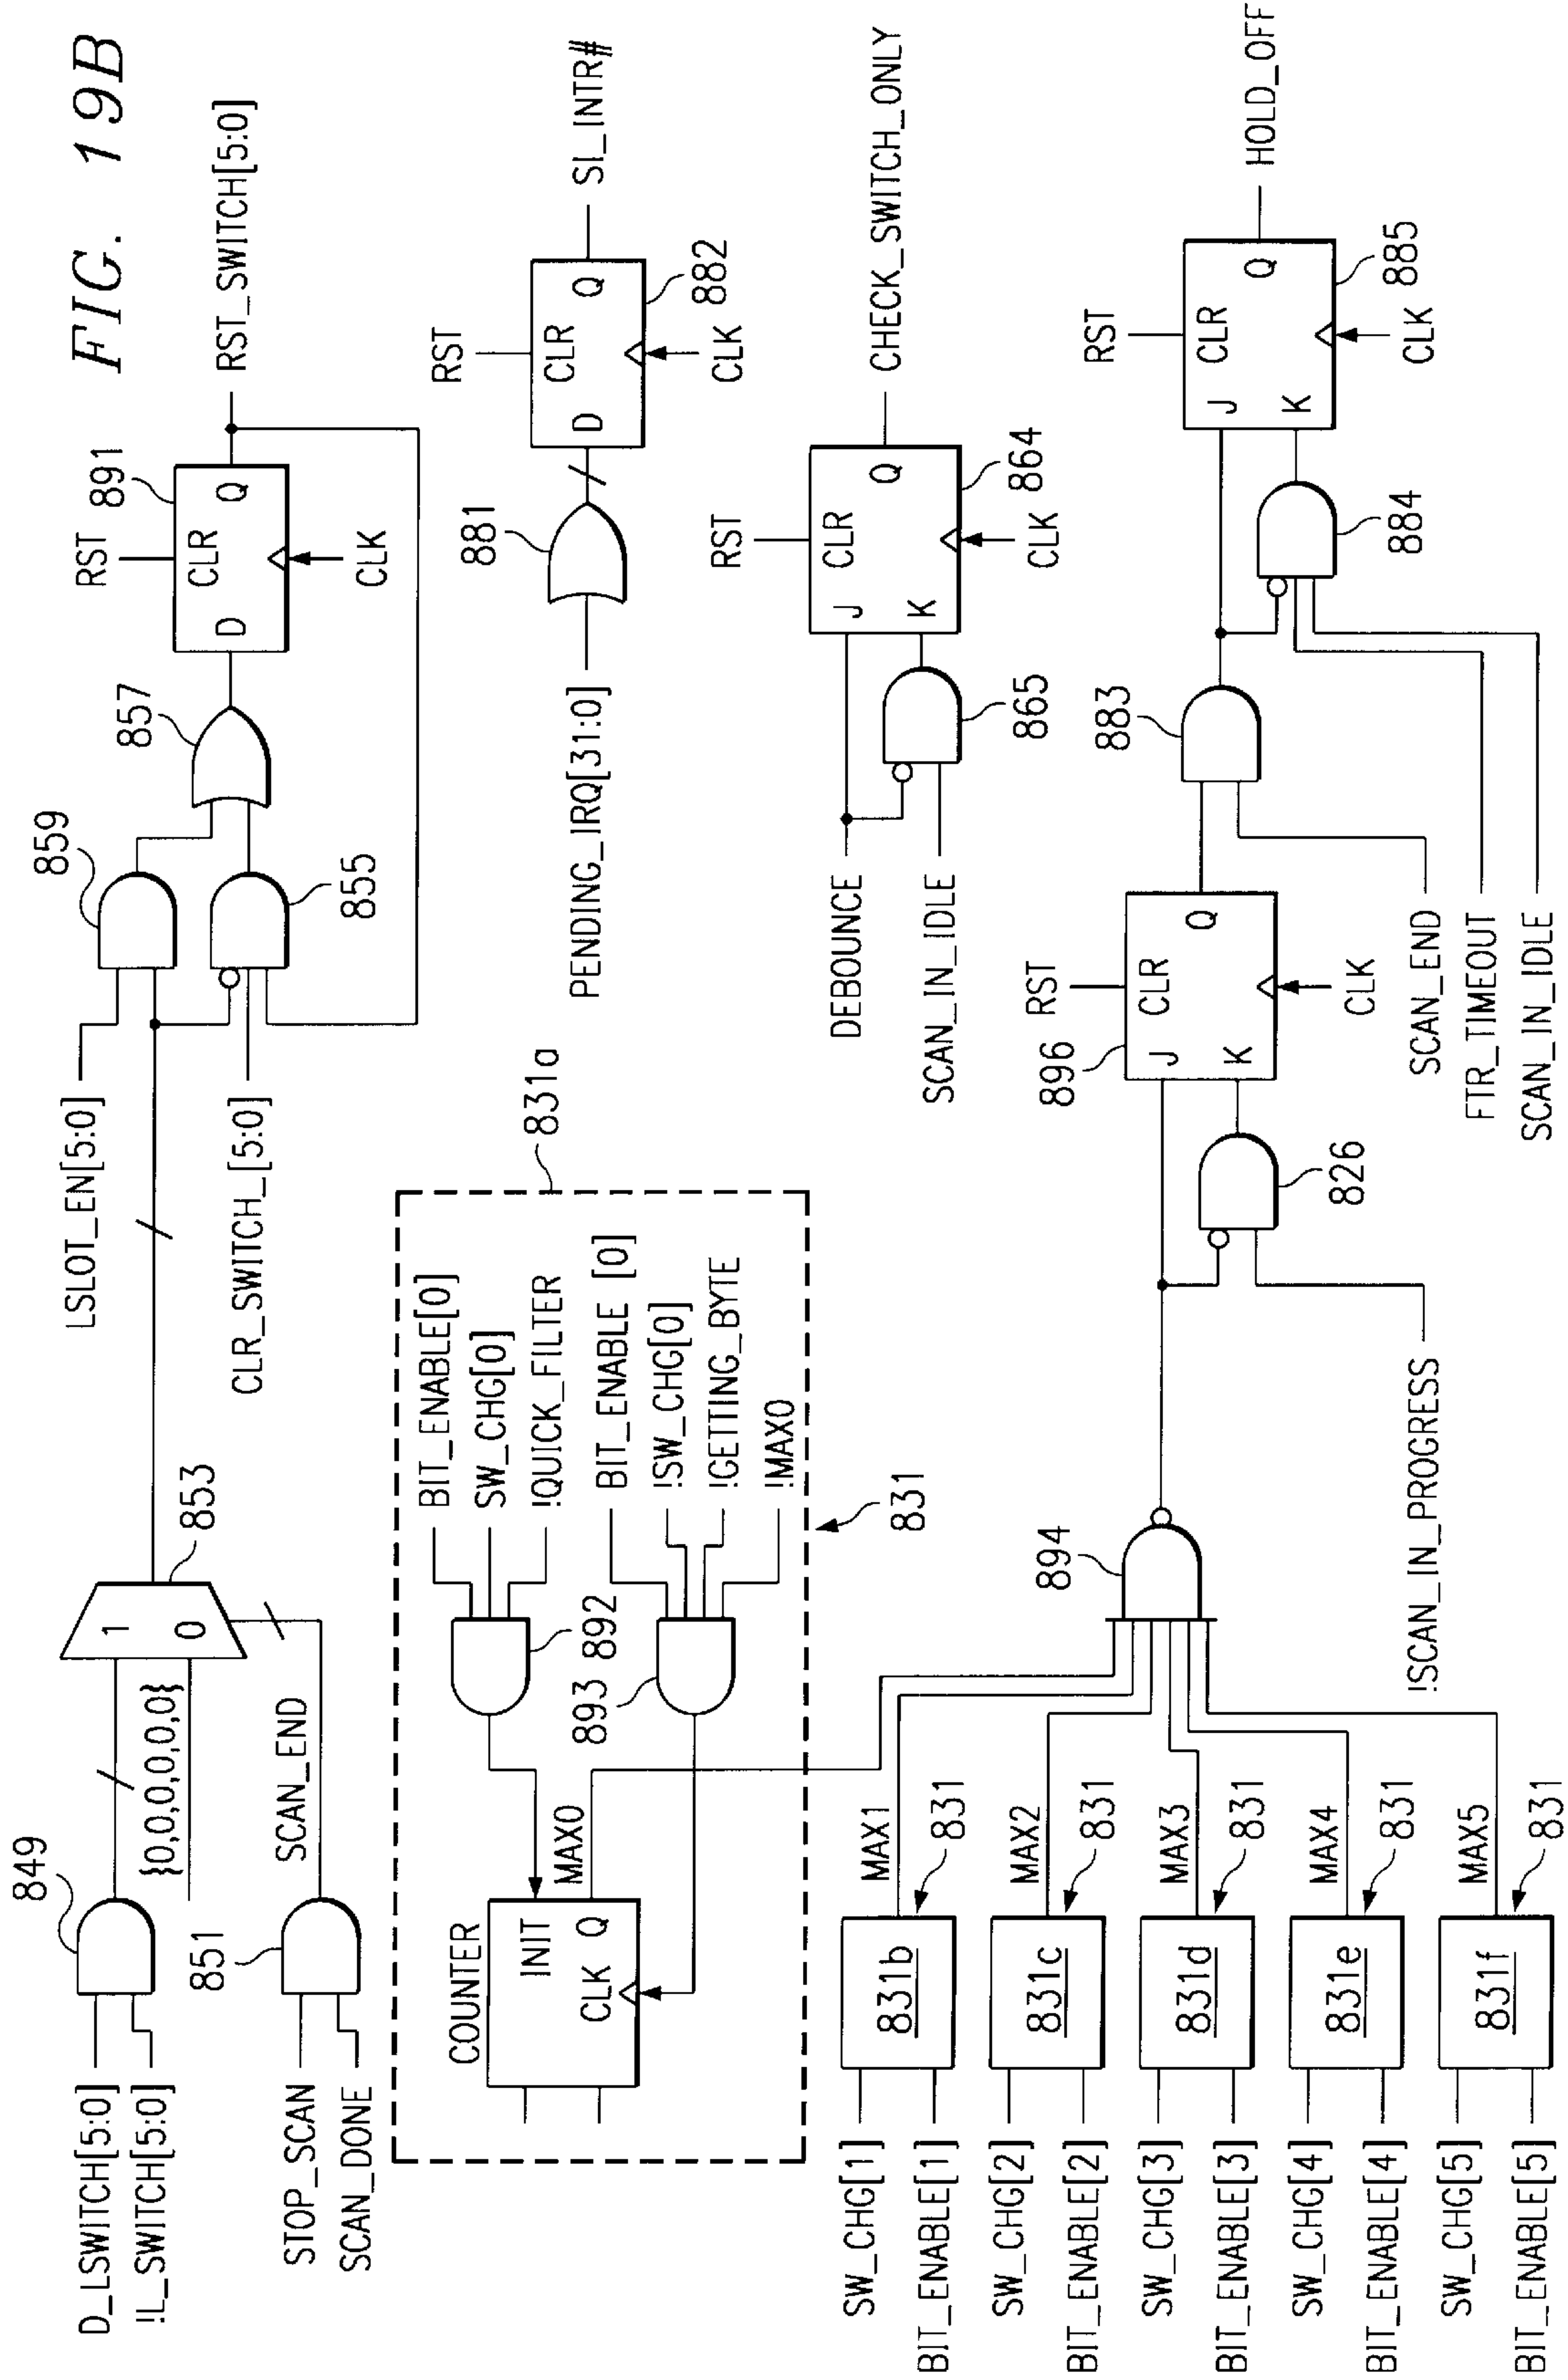 FIG. 19B
D_LSWITCH[5:0]
!L_SWITCH[5:0]
849
{0,0,0,0,0}
1
0
853
STOP_SCAN
SCAN_DONE
851
SCAN_END
LSLOT_EN[5:0]
CLR_SWITCH_[5:0]
859
855
857
RST
891
D
CLR
Q
CLK
RST_SWITCH[5:0]
PENDING_IRQ[31:0]
881
RST
D
CLR
Q
882
CLK
SI_INTR#
831a
BIT_ENABLE[0]
SW_CHG[0]
!QUICK_FILTER
BIT_ENABLE [0]
!SW_CHG[0]
!GETTING_BYTE
!MAX0
892
893
COUNTER
INIT
CLK
Q
MAX0
831
DEBOUNCE
SCAN_IN_IDLE
865
RST
J
CLR
Q
K
864
CLK
CHECK_SWITCH_ONLY
SW_CHG[1]
BIT_ENABLE[1]
831b
MAX1
831
SW_CHG[2]
BIT_ENABLE[2]
831c
MAX2
831
SW_CHG[3]
BIT_ENABLE[3]
831d
MAX3
831
SW_CHG[4]
BIT_ENABLE[4]
831e
MAX4
831
SW_CHG[5]
BIT_ENABLE[5]
831f
MAX5
831
894
!SCAN_IN_PROGRESS
826
RST
896
J
CLR
Q
K
CLK
883
SCAN_END
FTR_TIMEOUT
SCAN_IN_IDLE
884
RST
J
CLR
Q
K
885
CLK
HOLD_OFF